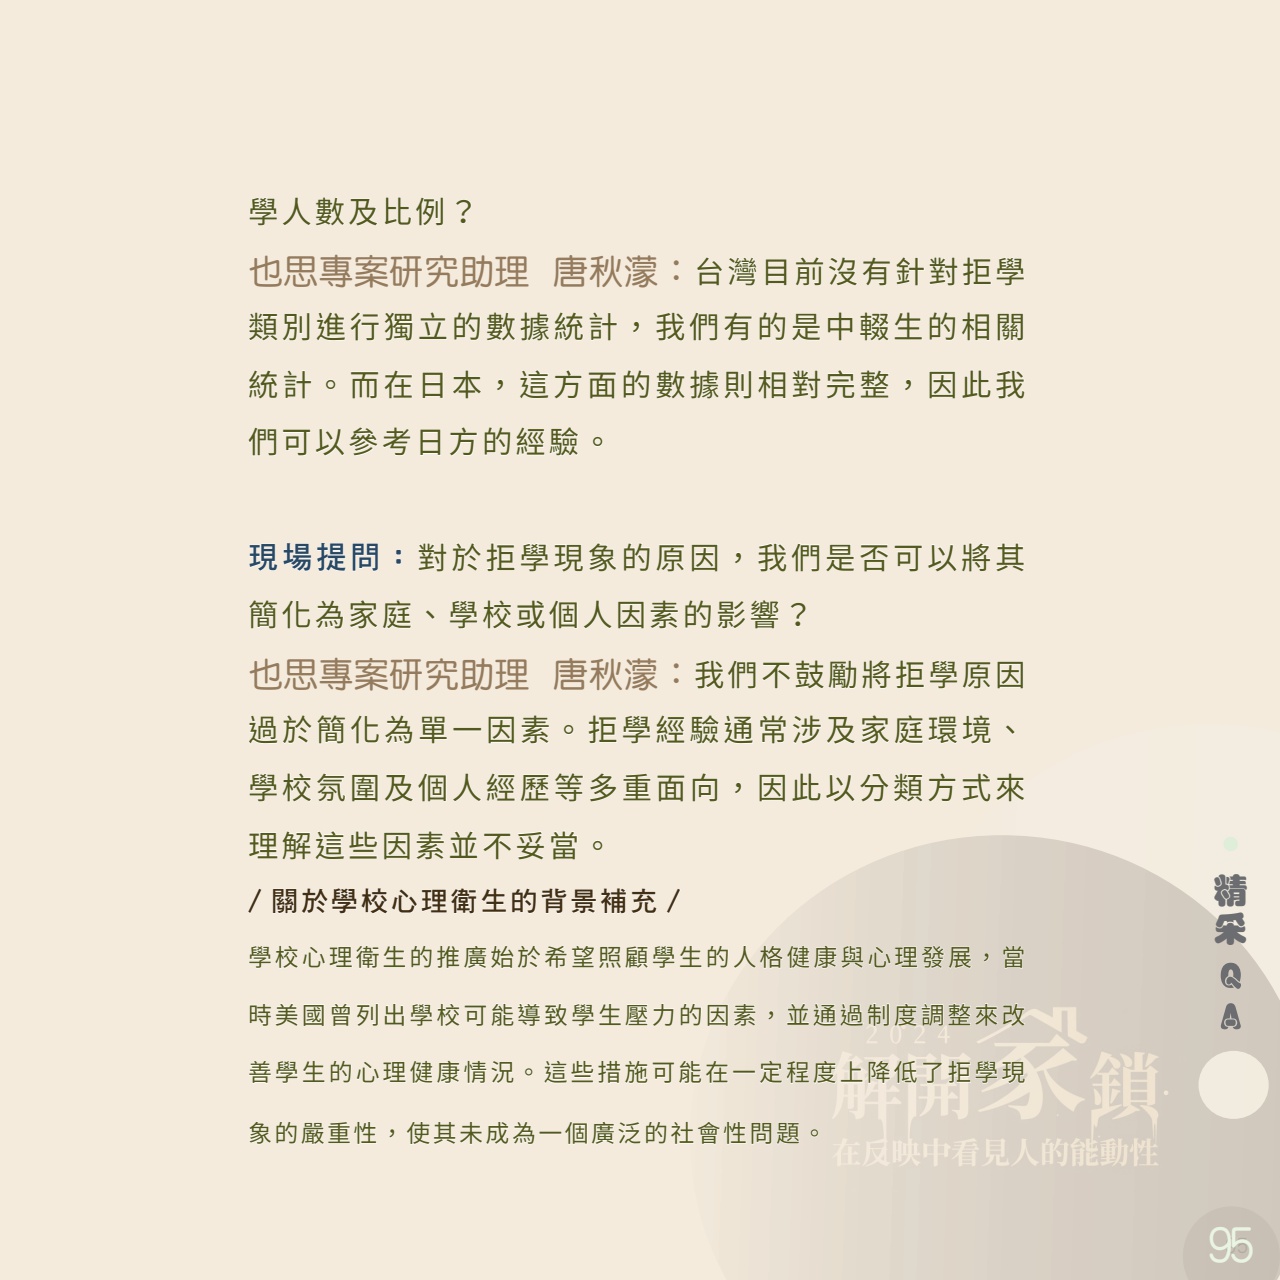 學人數及比例？
也思專案研究助理 唐秋濛：台灣目前沒有針對拒學
類別進行獨立的數據統計，我們有的是中輟生的相關
統計。而在日本，這方面的數據則相對完整，因此我
們可以參考日方的經驗。
現場提問：對於拒學現象的原因，我們是否可以將其
簡化為家庭、學校或個人因素的影響？
也思專案研究助理 唐秋濛：我們不鼓勵將拒學原因
過於簡化為單一因素。拒學經驗通常涉及家庭環境、
學校氛圍及個人經歷等多重面向，因此以分類方式來
理解這些因素並不妥當。
/ 關於學校心理衛生的背景補充 /
學校心理衛生的推廣始於希望照顧學生的人格健康與心理發展，當
時美國曾列出學校可能導致學生壓力的因素，並通過制度調整來改
善學生的心理健康情況。這些措施可能在一定程度上降低了拒學現
象的嚴重性，使其未成為一個廣泛的社會性問題。
2024
解開家鎖
在反映中看見人的能動性
精采QA
95